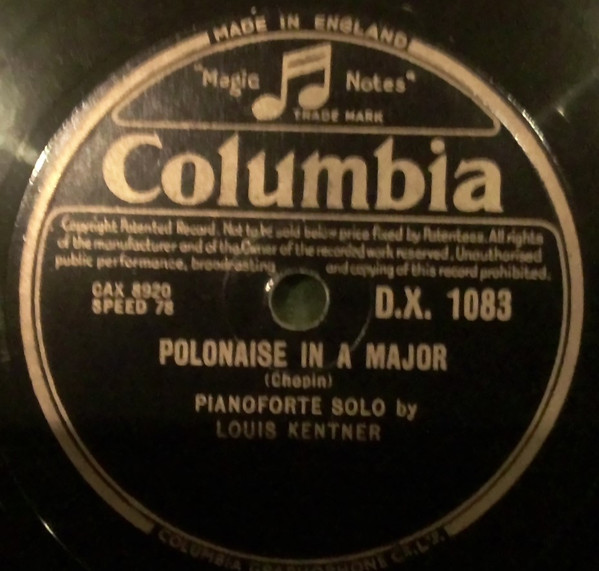 MADE IN ENGLAND
"Magic Notes"
TRADE MARK
Columbia
Copyright Patented Record. Not to be sold below price fixed by Patentees. All rights
of the manufacturer and of the Owner of the recorded work reserved. Unauthorised
public performance, broadcasting and copying of this record prohibited.
CAX 8920
SPEED 78
D.X. 1083
POLONAISE IN A MAJOR
(Chopin)
PIANOFORTE SOLO by
LOUIS KENTNER
COLUMBIA GRAPHOPHONE